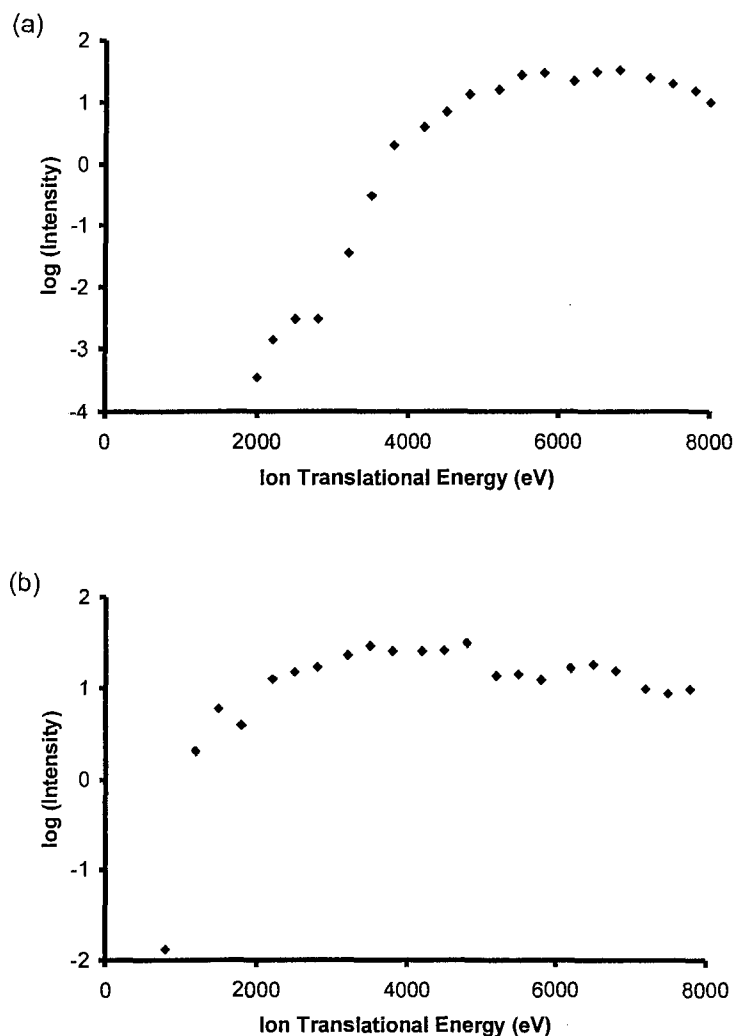 (a)
2
1
0
-1
-2
-3
-4
log (Intensity)
0 2000 4000 6000 8000
Ion Translational Energy (eV)
(b)
2
1
0
-1
-2
log (Intensity)
0 2000 4000 6000 8000
Ion Translational Energy (eV)